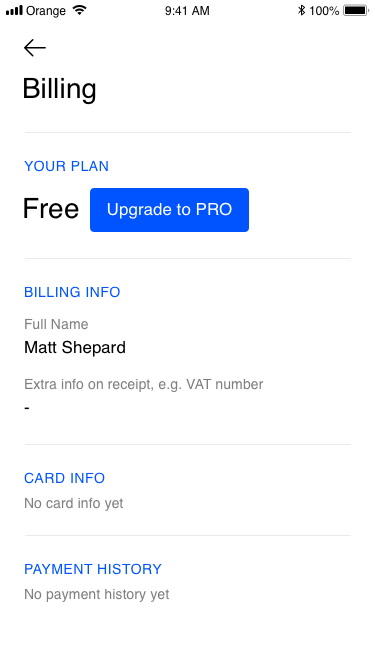 Orange 9:41 AM 100%
Billing
YOUR PLAN
Free Upgrade to PRO
BILLING INFO
Full Name
Matt Shepard
Extra info on receipt, e.g. VAT number
-
CARD INFO
No card info yet
PAYMENT HISTORY
No payment history yet